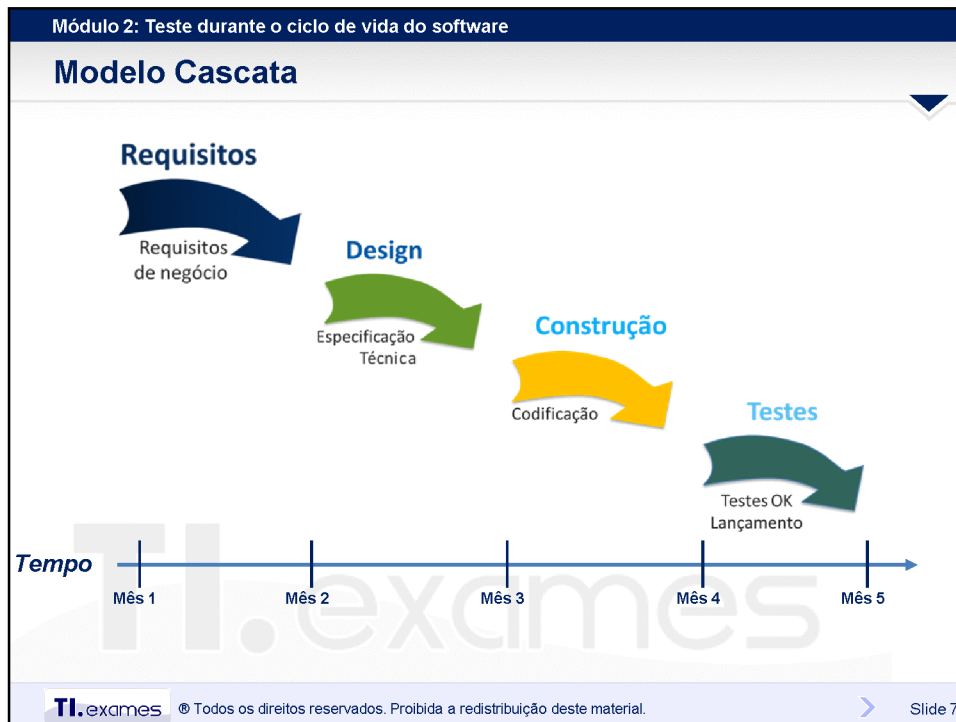 Módulo 2: Teste durante o ciclo de vida do software
Modelo Cascata
Requisitos
Requisitos
de negócio
Design
Especificação
Técnica
Construção
Codificação
Testes
Testes OK
Lançamento
Tempo
Mês 1
Mês 2
Mês 3
Mês 4
Mês 5
TI.exames
TI.exames
® Todos os direitos reservados. Proibida a redistribuição deste material.
Slide 7